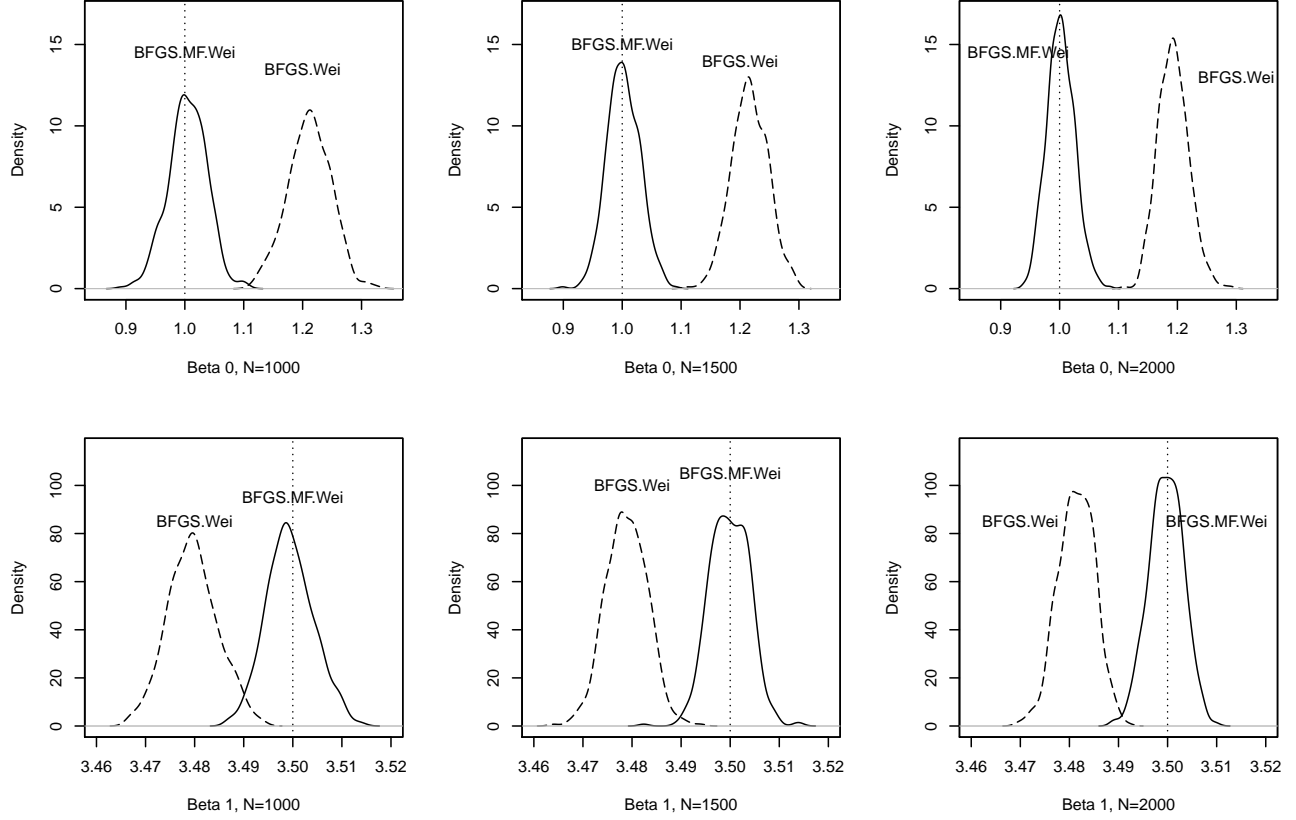 BFGS.MF.Wei
BFGS.Wei
Density
0 5 10 15
0.9 1.0 1.1 1.2 1.3
Beta 0, N=1000
BFGS.MF.Wei
BFGS.Wei
Density
0 5 10 15
0.9 1.0 1.1 1.2 1.3
Beta 0, N=1500
BFGS.MF.Wei
BFGS.Wei
Density
0 5 10 15
0.9 1.0 1.1 1.2 1.3
Beta 0, N=2000
BFGS.MF.Wei
BFGS.Wei
Density
0 20 40 60 80 100
3.46 3.47 3.48 3.49 3.50 3.51 3.52
Beta 1, N=1000
BFGS.MF.Wei
BFGS.Wei
Density
0 20 40 60 80 100
3.46 3.47 3.48 3.49 3.50 3.51 3.52
Beta 1, N=1500
BFGS.Wei
BFGS.MF.Wei
Density
0 20 40 60 80 100
3.46 3.47 3.48 3.49 3.50 3.51 3.52
Beta 1, N=2000